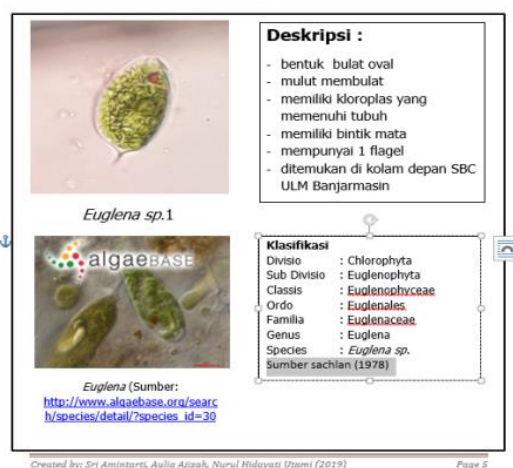 Deskripsi :
- bentuk bulat oval
- mulut membulat
- memiliki kloroplas yang
memenuhi tubuh
- memiliki bintik mata
- mempunyai 1 flagel
- ditemukan di kolam depan SBC
ULM Banjarmasin
Euglena sp.1
algaeBASE
Euglena (Sumber:
http://www.algaebase.org/searc
h/species/detail/?species_id=30
Klasifikasi
Divisio : Chlorophyta
Sub Divisio : Euglenophyta
Classis : Euglenophyceae
Ordo : Euglenales
Familia : Euglenaceae
Genus : Euglena
Species : Euglena sp.
Sumber sachlan (1978)
Created by: Sri Amintarti, Aulia Ajizah, Nurul Hidayati Utami (2019) Page 5